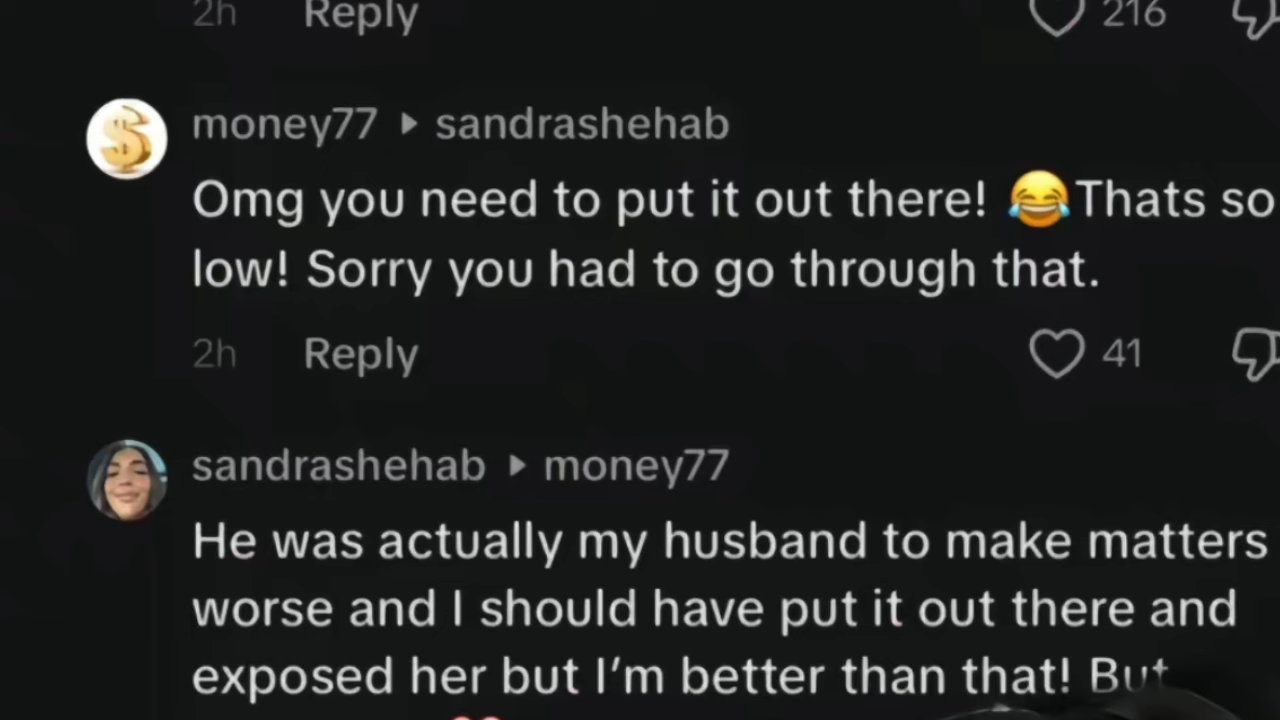 2h Reply 216
money77 ▸ sandrashehab
Omg you need to put it out there! 😂Thats so
low! Sorry you had to go through that.
2h Reply 41
sandrashehab ▸ money77
He was actually my husband to make matters
worse and I should have put it out there and
exposed her but I'm better than that! But